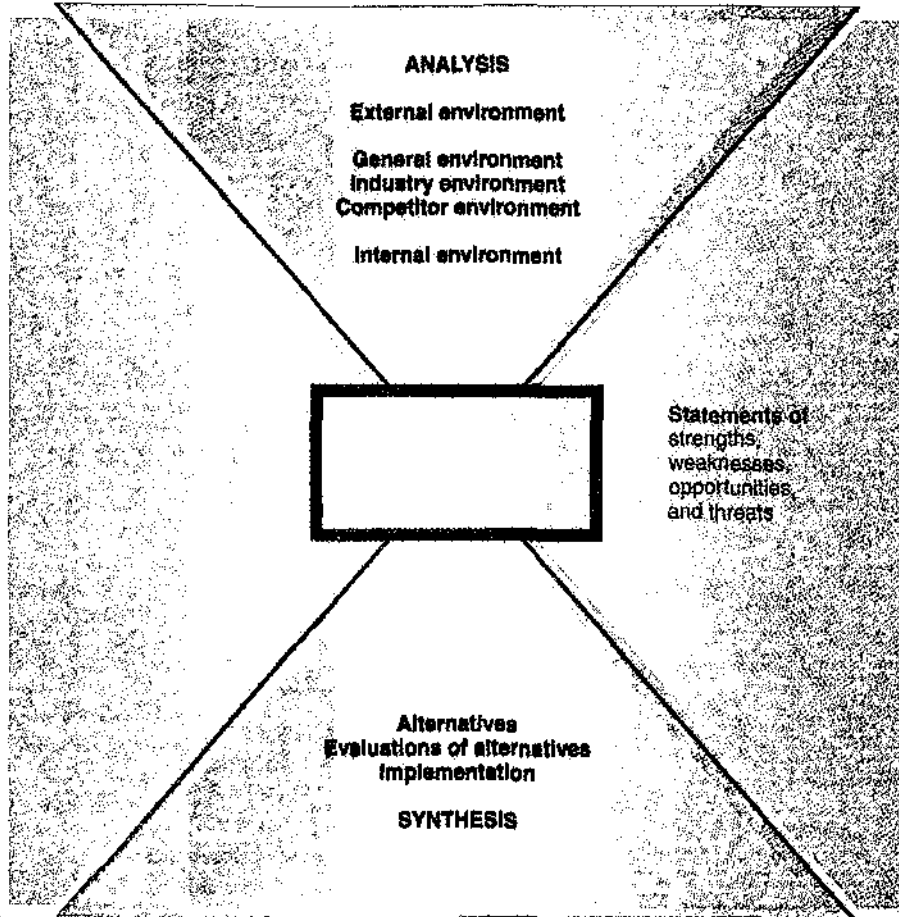 ANALYSIS
External environment
General environment
Industry environment
Competitor environment
Internal environment
Statements of
strengths,
weaknesses,
opportunities,
and threats
Alternatives
Evaluations of alternatives
Implementation
SYNTHESIS